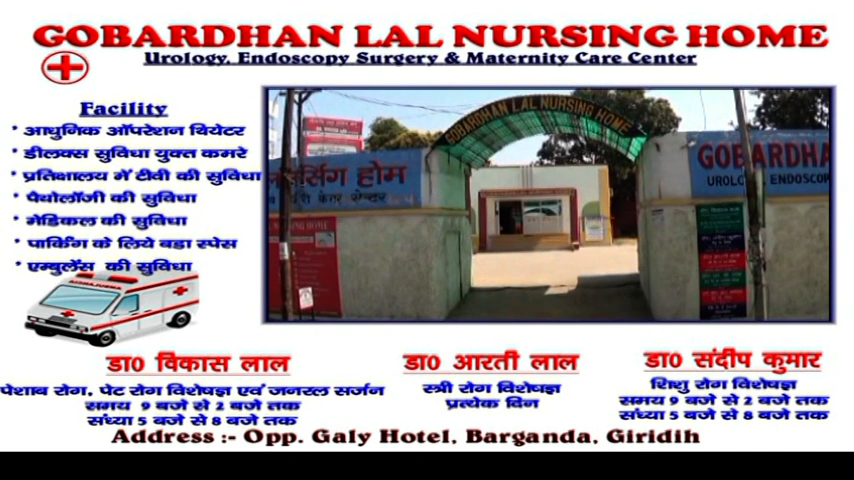 GOBARDHAN LAL NURSING HOME
Urology, Endoscopy Surgery & Maternity Care Center
Facility
* आधुनिक ऑपरेशन थियेटर
* डीलक्स सुविधा युक्त कमरे
* प्रतिक्षालय में टीवी की सुविधा
* पैथोलॉजी की सुविधा
* मेडिकल की सुविधा
* पार्किंग के लिये बडा स्पेस
* एम्बुलेंस की सुविधा
AMBULANCE
GOBARDHAN LAL NURSING HOME
र्सिंग होम
GOBARDHA
UROLOGY ENDOSCOP
डा0 विकास लाल
पेशाब रोग, पेट रोग विशेषज्ञ एवं जनरल सर्जन
समय 9 बजे से 2 बजे तक
संध्या 5 बजे से 8 बजे तक
डा0 आरती लाल
स्त्री रोग विशेषज्ञ
प्रत्येक दिन
डा0 संदीप कुमार
शिशु रोग विशेषज्ञ
समय 9 बजे से 2 बजे तक
संध्या 5 बजे से 8 बजे तक
Address :- Opp. Galy Hotel, Barganda, Giridih